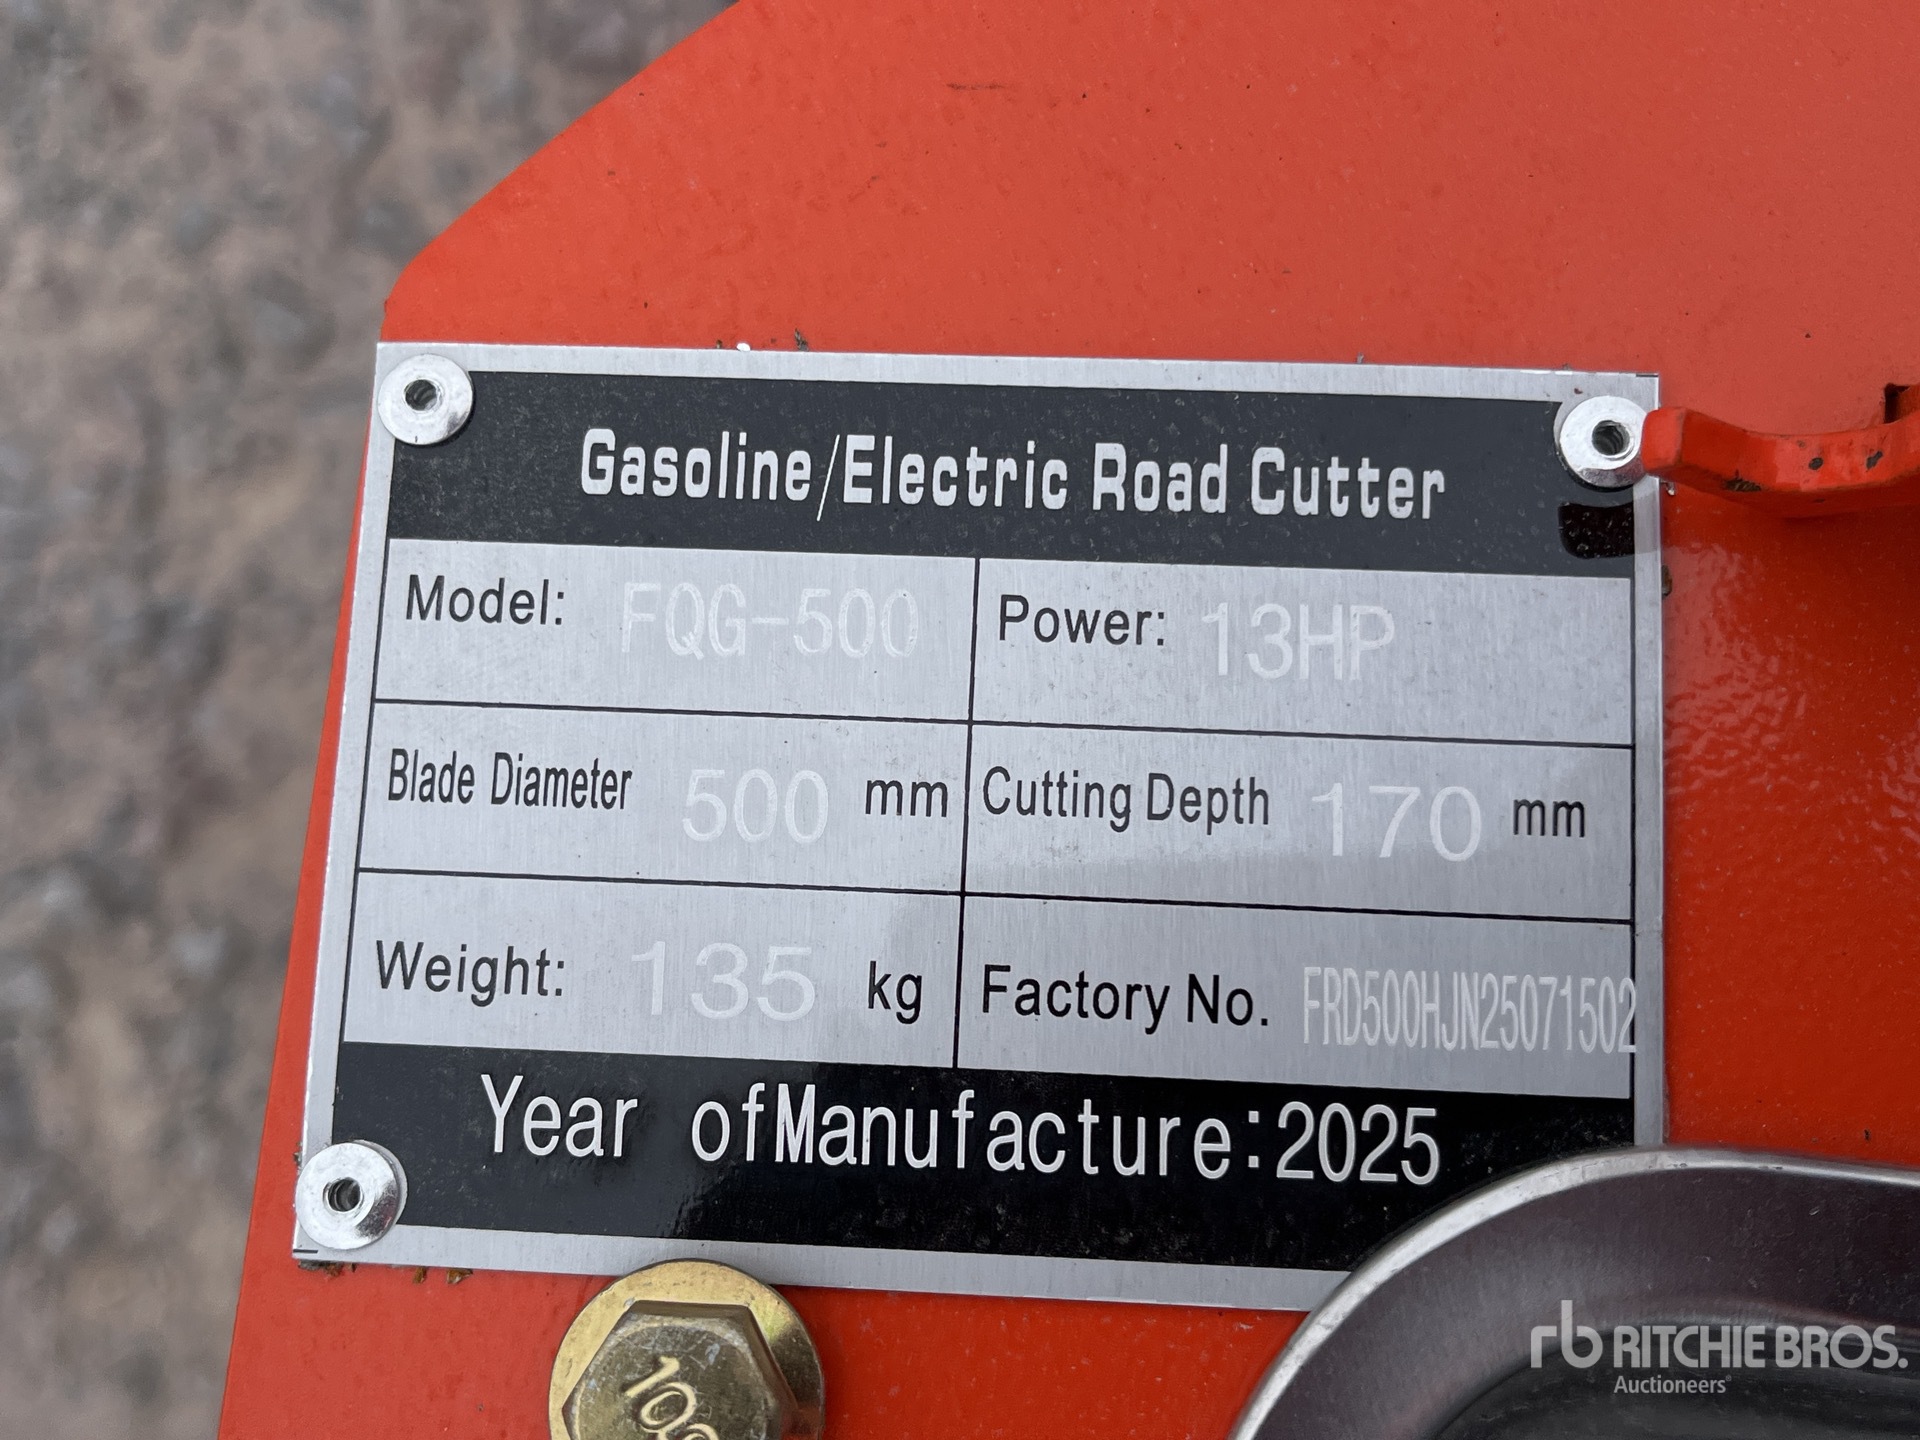 Gasoline/Electric Road Cutter
Model: FQG-500 Power: 13HP
Blade Diameter 500 mm Cutting Depth 170 mm
Weight: 135 kg Factory No. FRD500HJN25071502
Year ofManufacture:2025
rb RITCHIE BROS.
Auctioneers